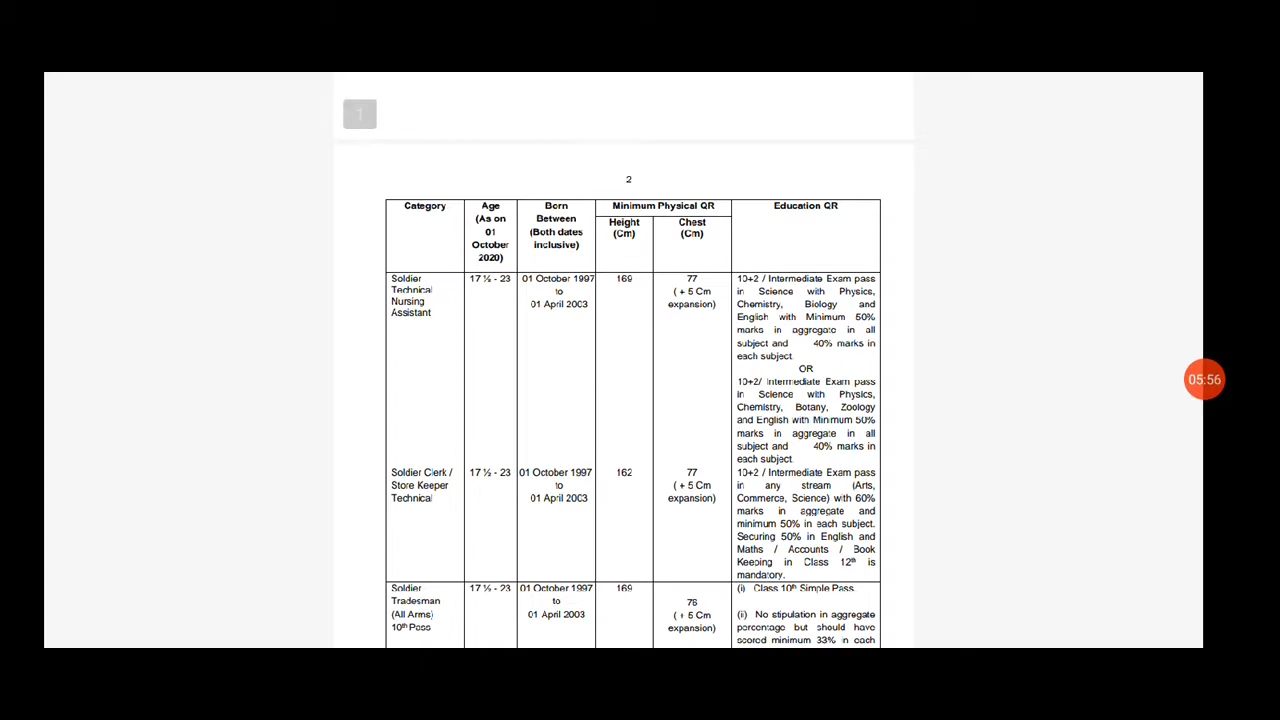 1
2
Category
Age
(As on
01
October
2020)
Born
Between
(Both dates
inclusive)
Minimum Physical QR
Height
(Cm)
Chest
(Cm)
Education QR
Soldier
Technical
Nursing
Assistant
17 ½ - 23
01 October 1997
to
01 April 2003
169
77
( + 5 Cm
expansion)
10+2 / Intermediate Exam pass
in Science with Physics,
Chemistry, Biology and
English with Minimum 50%
marks in aggregate in all
subject and 40% marks in
each subject.
OR
10+2/ Intermediate Exam pass
in Science with Physics,
Chemistry, Botany, Zoology
and English with Minimum 50%
marks in aggregate in all
subject and 40% marks in
each subject.
Soldier Clerk /
Store Keeper
Technical
17 ½ - 23
01 October 1997
to
01 April 2003
162
77
( + 5 Cm
expansion)
10+2 / Intermediate Exam pass
in any stream (Arts,
Commerce, Science) with 60%
marks in aggregate and
minimum 50% in each subject.
Securing 50% in English and
Maths / Accounts / Book
Keeping in Class 12th is
mandatory.
Soldier
Tradesman
(All Arms)
10th Pass
17 ½ - 23
01 October 1997
to
01 April 2003
169
76
( + 5 Cm
expansion)
(i) Class 10th Simple Pass.
(ii) No stipulation in aggregate
percentage but should have
scored minimum 33% in each
05:56